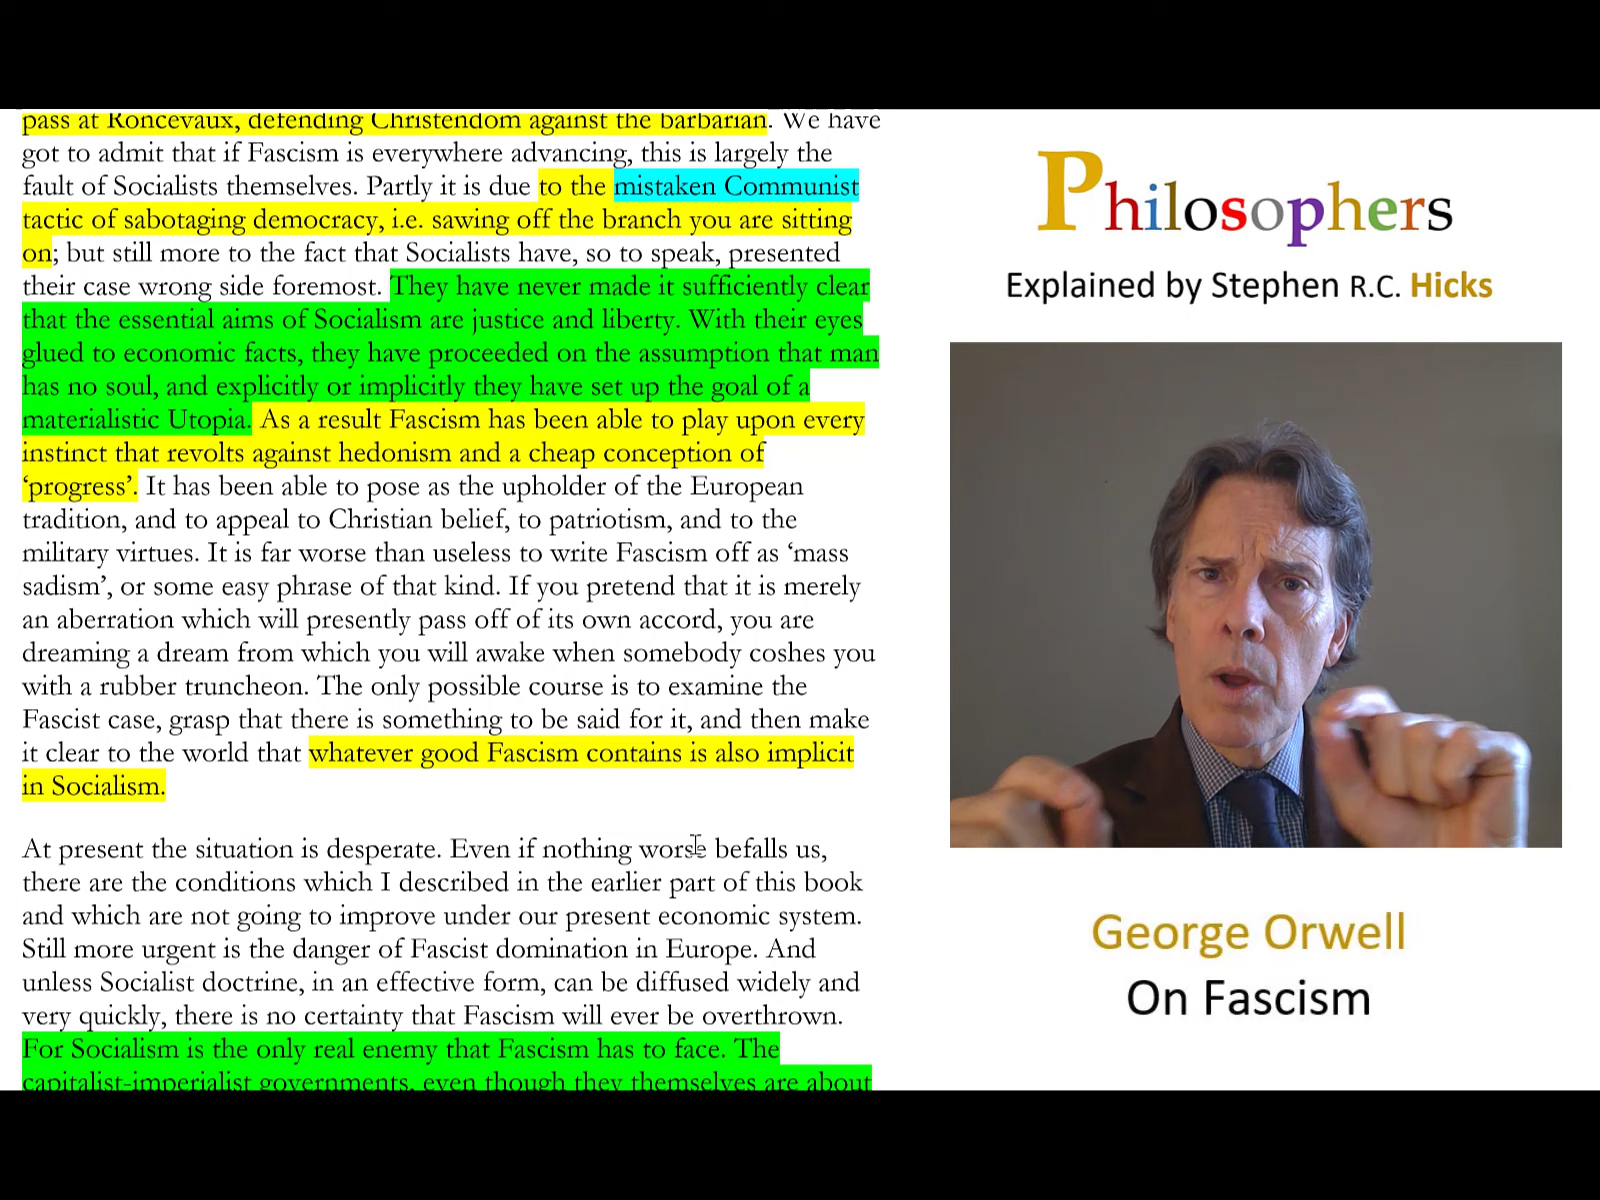 pass at Roncevaux, defending Christendom against the barbarian. We have
got to admit that if Fascism is everywhere advancing, this is largely the
fault of Socialists themselves. Partly it is due to the mistaken Communist
tactic of sabotaging democracy, i.e. sawing off the branch you are sitting
on; but still more to the fact that Socialists have, so to speak, presented
their case wrong side foremost. They have never made it sufficiently clear
that the essential aims of Socialism are justice and liberty. With their eyes
glued to economic facts, they have proceeded on the assumption that man
has no soul, and explicitly or implicitly they have set up the goal of a
materialistic Utopia. As a result Fascism has been able to play upon every
instinct that revolts against hedonism and a cheap conception of
‘progress’. It has been able to pose as the upholder of the European
tradition, and to appeal to Christian belief, to patriotism, and to the
military virtues. It is far worse than useless to write Fascism off as ‘mass
sadism’, or some easy phrase of that kind. If you pretend that it is merely
an aberration which will presently pass off of its own accord, you are
dreaming a dream from which you will awake when somebody coshes you
with a rubber truncheon. The only possible course is to examine the
Fascist case, grasp that there is something to be said for it, and then make
it clear to the world that whatever good Fascism contains is also implicit
in Socialism.
At present the situation is desperate. Even if nothing worse befalls us,
there are the conditions which I described in the earlier part of this book
and which are not going to improve under our present economic system.
Still more urgent is the danger of Fascist domination in Europe. And
unless Socialist doctrine, in an effective form, can be diffused widely and
very quickly, there is no certainty that Fascism will ever be overthrown.
For Socialism is the only real enemy that Fascism has to face. The
capitalist-imperialist governments, even though they themselves are about
Philosophers
Explained by Stephen R.C. Hicks
George Orwell
On Fascism